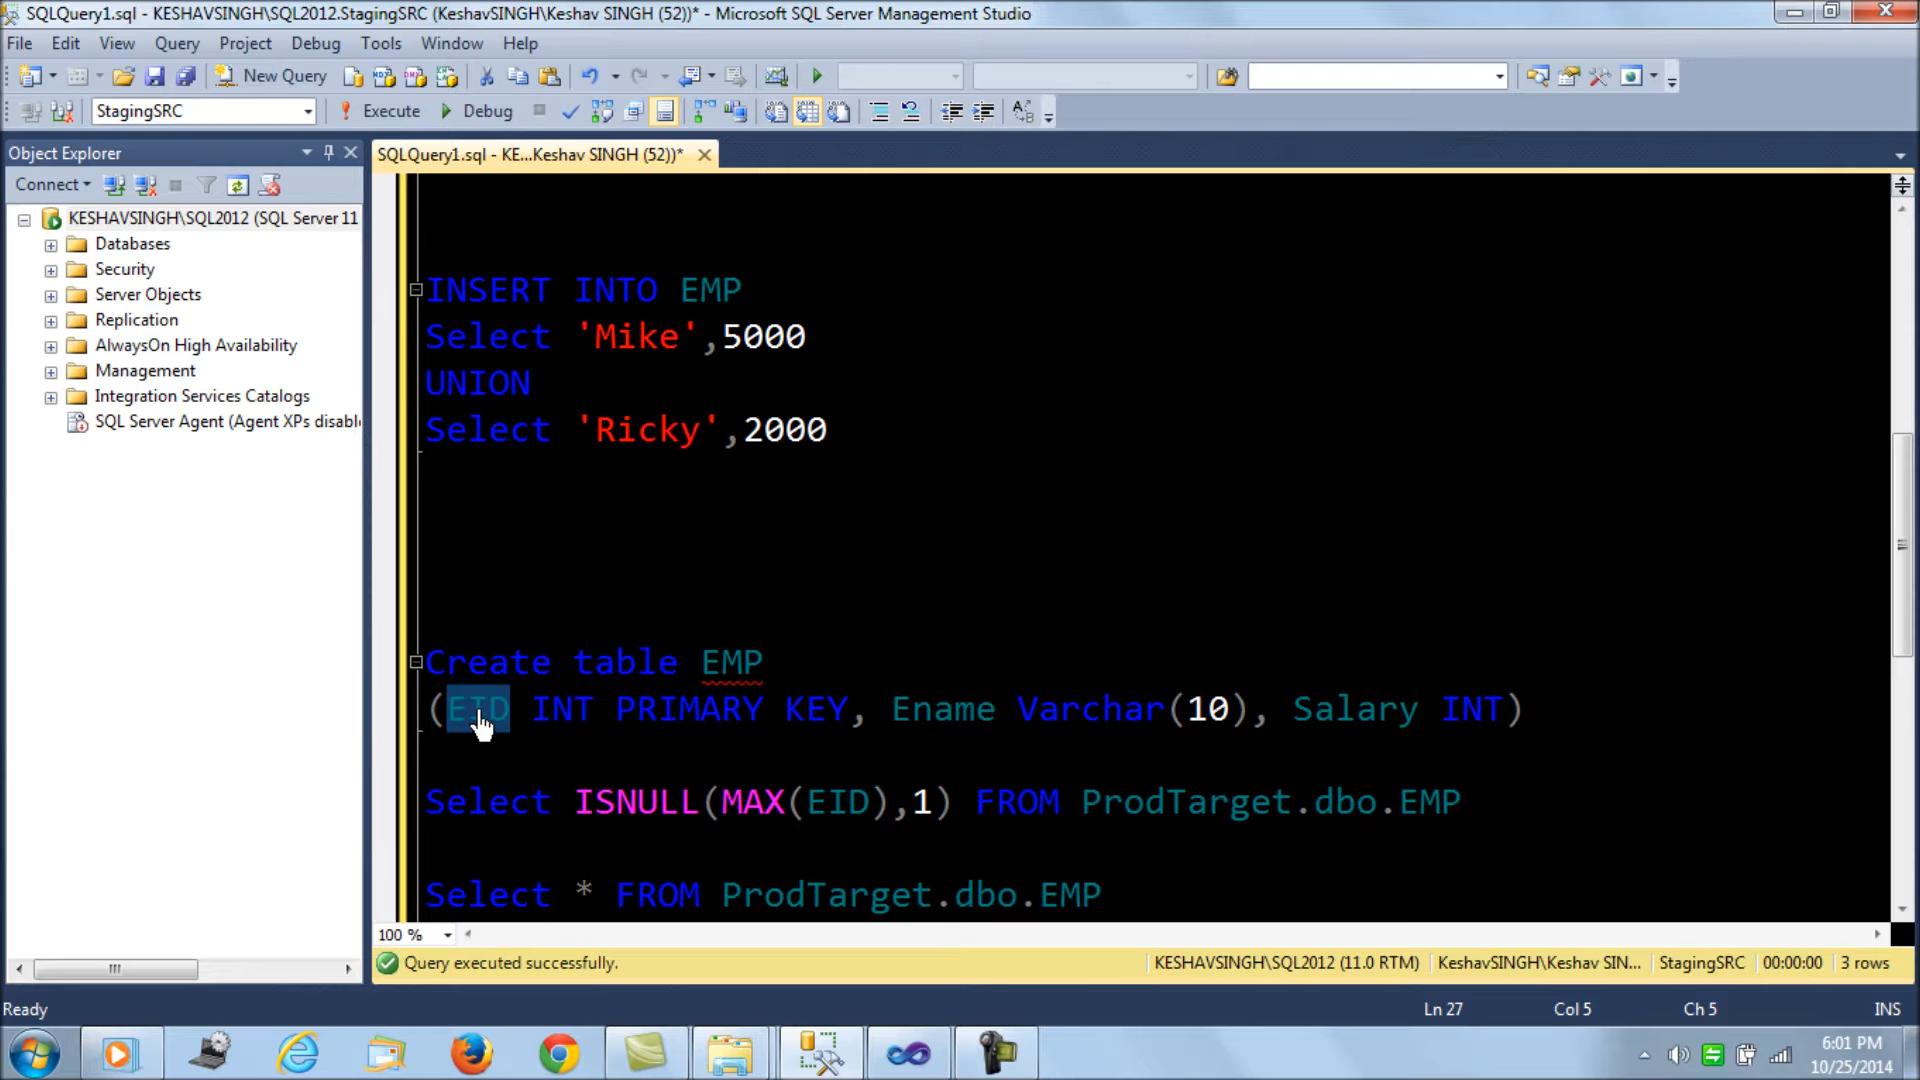 SQLQuery1.sql - KESHAVSINGH\SQL2012.StagingSRC (KeshavSINGH\Keshav SINGH (52))* - Microsoft SQL Server Management Studio
File Edit View Query Project Debug Tools Window Help
New Query
StagingSRC Execute Debug
Object Explorer
Connect
KESHAVSINGH\SQL2012 (SQL Server 11
Databases
Security
Server Objects
Replication
AlwaysOn High Availability
Management
Integration Services Catalogs
SQL Server Agent (Agent XPs disabl
SQLQuery1.sql - KE...Keshav SINGH (52))*
INSERT INTO EMP
Select 'Mike',5000
UNION
Select 'Ricky',2000
Create table EMP
(EID INT PRIMARY KEY, Ename Varchar(10), Salary INT)
Select ISNULL(MAX(EID),1) FROM ProdTarget.dbo.EMP
Select * FROM ProdTarget.dbo.EMP
100 %
Query executed successfully. KESHAVSINGH\SQL2012 (11.0 RTM) KeshavSINGH\Keshav SIN... StagingSRC 00:00:00 3 rows
Ready Ln 27 Col 5 Ch 5 INS
6:01 PM
10/25/2014